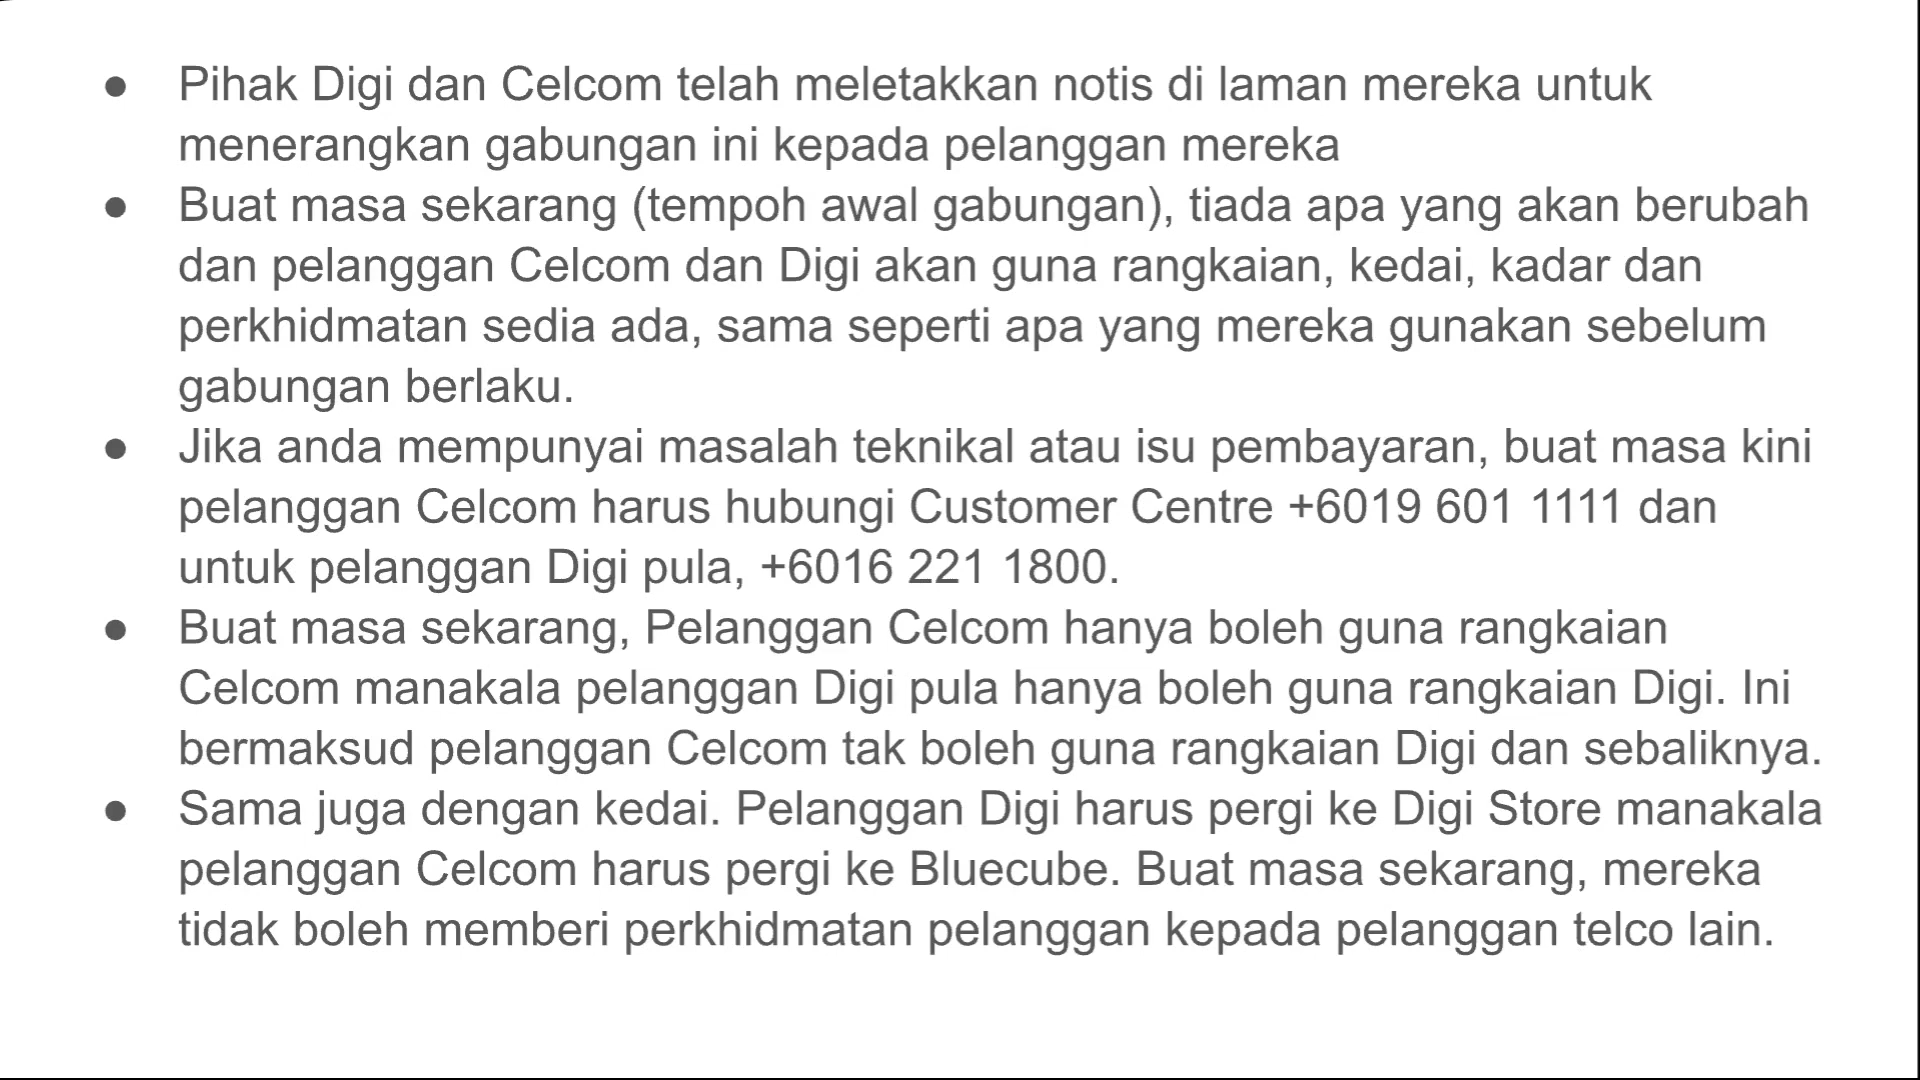 ● Pihak Digi dan Celcom telah meletakkan notis di laman mereka untuk
menerangkan gabungan ini kepada pelanggan mereka
● Buat masa sekarang (tempoh awal gabungan), tiada apa yang akan berubah
dan pelanggan Celcom dan Digi akan guna rangkaian, kedai, kadar dan
perkhidmatan sedia ada, sama seperti apa yang mereka gunakan sebelum
gabungan berlaku.
● Jika anda mempunyai masalah teknikal atau isu pembayaran, buat masa kini
pelanggan Celcom harus hubungi Customer Centre +6019 601 1111 dan
untuk pelanggan Digi pula, +6016 221 1800.
● Buat masa sekarang, Pelanggan Celcom hanya boleh guna rangkaian
Celcom manakala pelanggan Digi pula hanya boleh guna rangkaian Digi. Ini
bermaksud pelanggan Celcom tak boleh guna rangkaian Digi dan sebaliknya.
● Sama juga dengan kedai. Pelanggan Digi harus pergi ke Digi Store manakala
pelanggan Celcom harus pergi ke Bluecube. Buat masa sekarang, mereka
tidak boleh memberi perkhidmatan pelanggan kepada pelanggan telco lain.